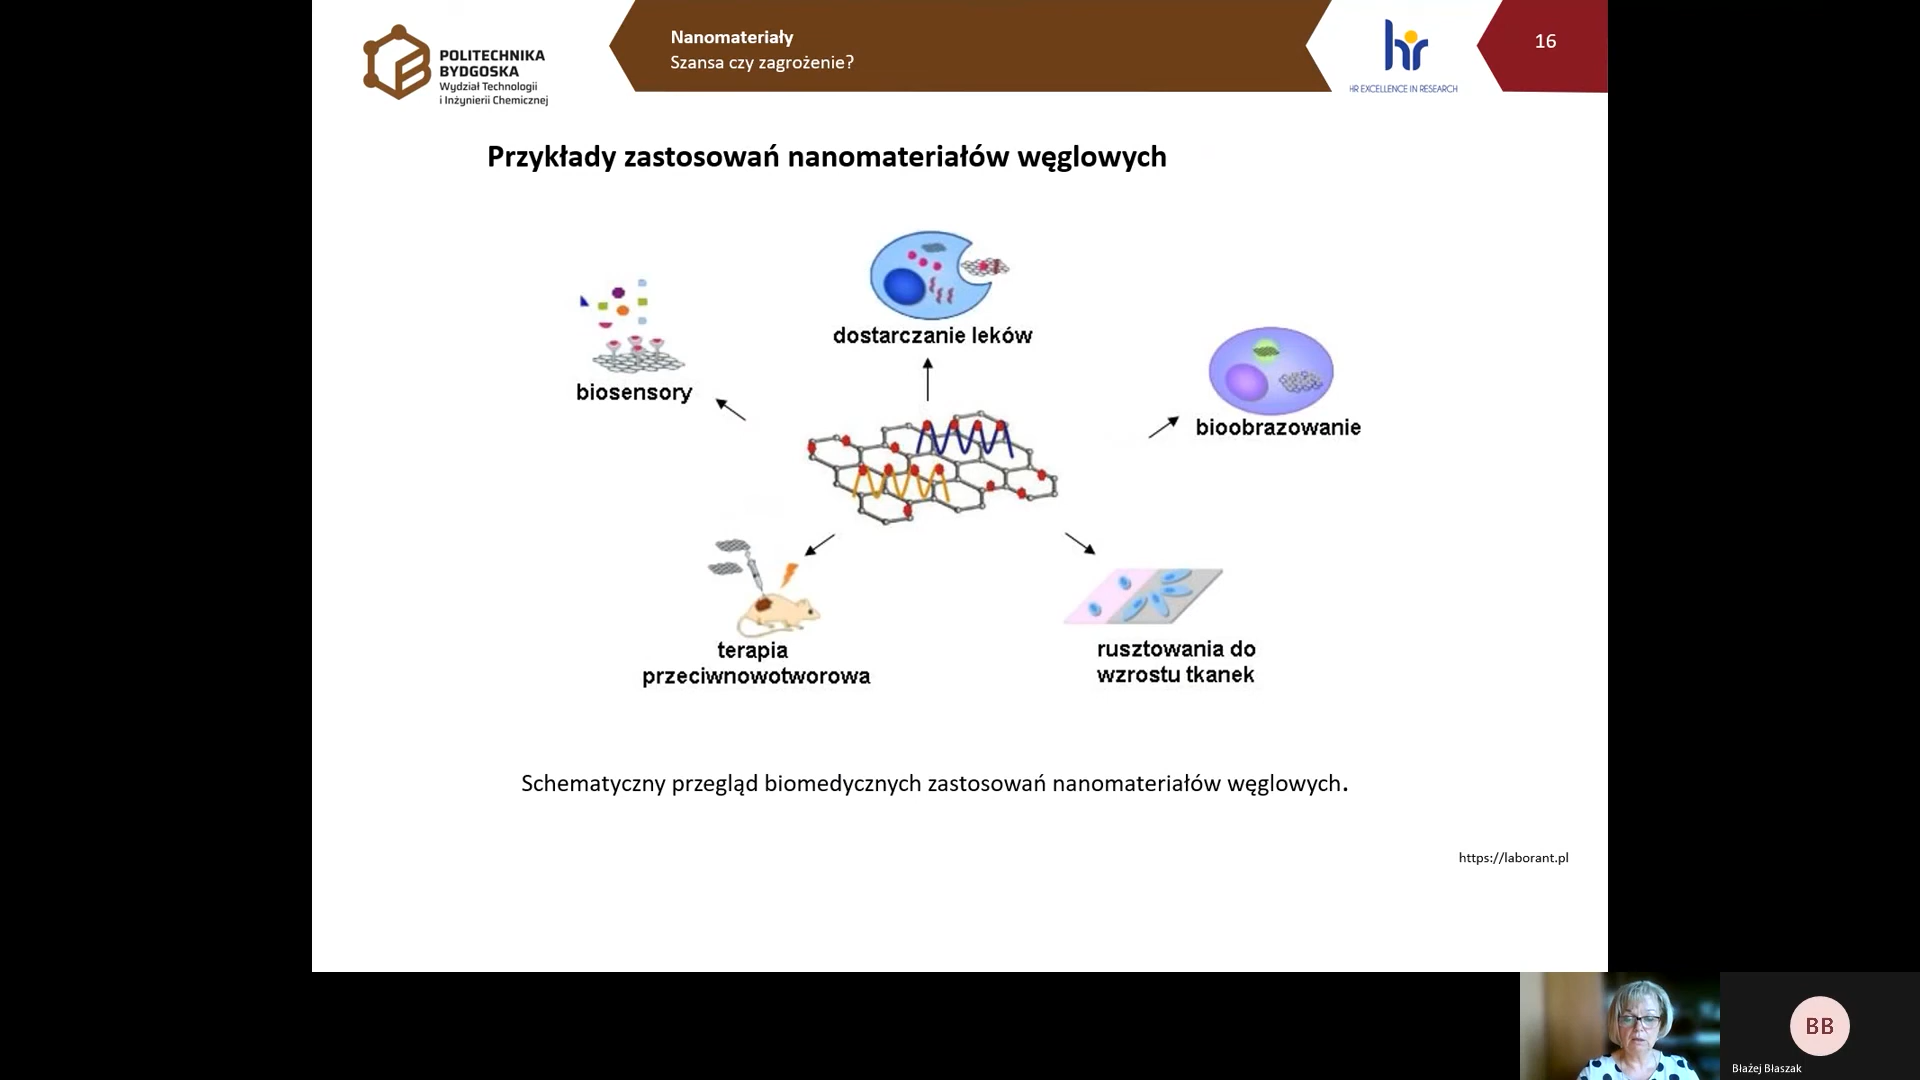 POLITECHNIKA
BYDGOSKA
Wydział Technologii
i Inżynierii Chemicznej
Nanomateriały
Szansa czy zagrożenie?
hr
HR EXCELLENCE IN RESEARCH
16
Przykłady zastosowań nanomateriałów węglowych
dostarczanie leków
biosensory
bioobrazowanie
terapia
przeciwnowotworowa
rusztowania do
wzrostu tkanek
Schematyczny przegląd biomedycznych zastosowań nanomateriałów węglowych.
https://laborant.pl
BB
Błażej Błaszak